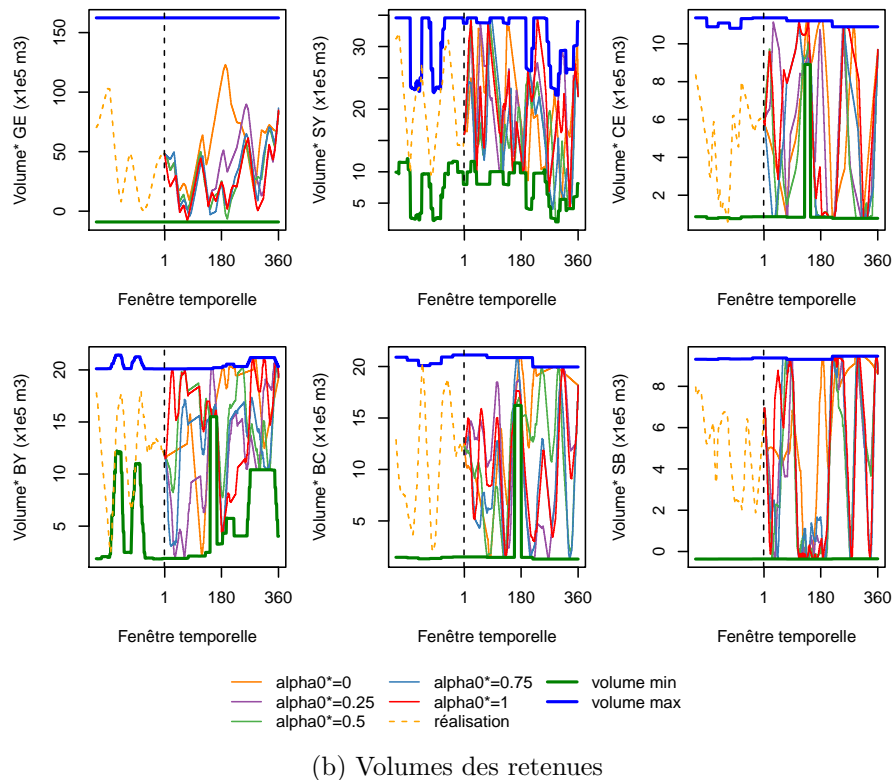 Volume* GE (x1e5 m3)
0 50 100 150
1 180 360
Fenêtre temporelle
Volume* SY (x1e5 m3)
5 10 20 30
1 180 360
Fenêtre temporelle
Volume* CE (x1e5 m3)
2 4 6 8 10
1 180 360
Fenêtre temporelle
Volume* BY (x1e5 m3)
5 10 15 20
1 180 360
Fenêtre temporelle
Volume* BC (x1e5 m3)
5 10 15 20
1 180 360
Fenêtre temporelle
Volume* SB (x1e5 m3)
0 2 4 6 8
1 180 360
Fenêtre temporelle
alpha0*=0
alpha0*=0.25
alpha0*=0.5
alpha0*=0.75
alpha0*=1
réalisation
volume min
volume max
(b) Volumes des retenues